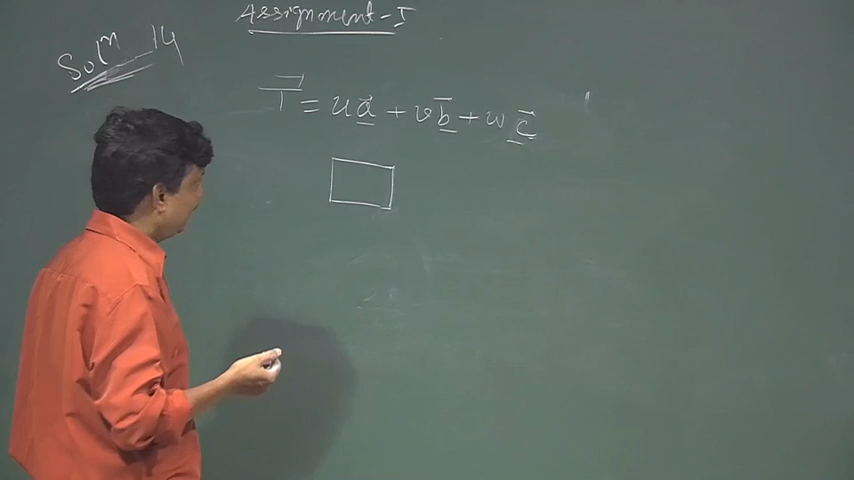 Assignment-I
Solⁿ 14
T⃗ = ua⃗ + vb̅ + wc⃗